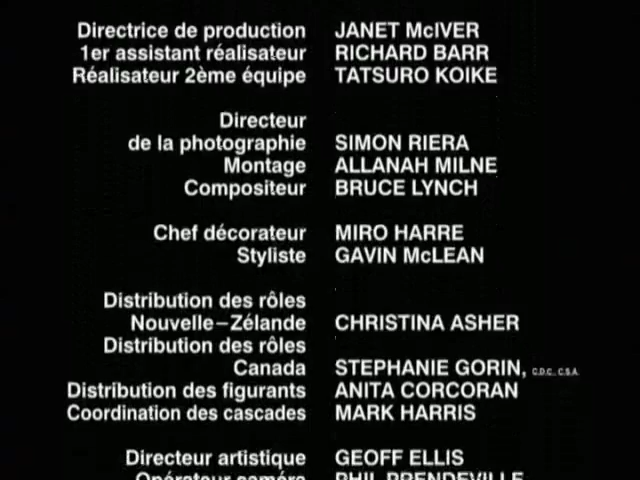 Directrice de production JANET McIVER
1er assistant réalisateur RICHARD BARR
Réalisateur 2ème équipe TATSURO KOIKE
Directeur
de la photographie SIMON RIERA
Montage ALLANAH MILNE
Compositeur BRUCE LYNCH
Chef décorateur MIRO HARRE
Styliste GAVIN McLEAN
Distribution des rôles
Nouvelle–Zélande CHRISTINA ASHER
Distribution des rôles
Canada STEPHANIE GORIN, C.D.C., C.S.A.
Distribution des figurants ANITA CORCORAN
Coordination des cascades MARK HARRIS
Directeur artistique GEOFF ELLIS
Opérateur caméra PHIL PRENDEVILLE